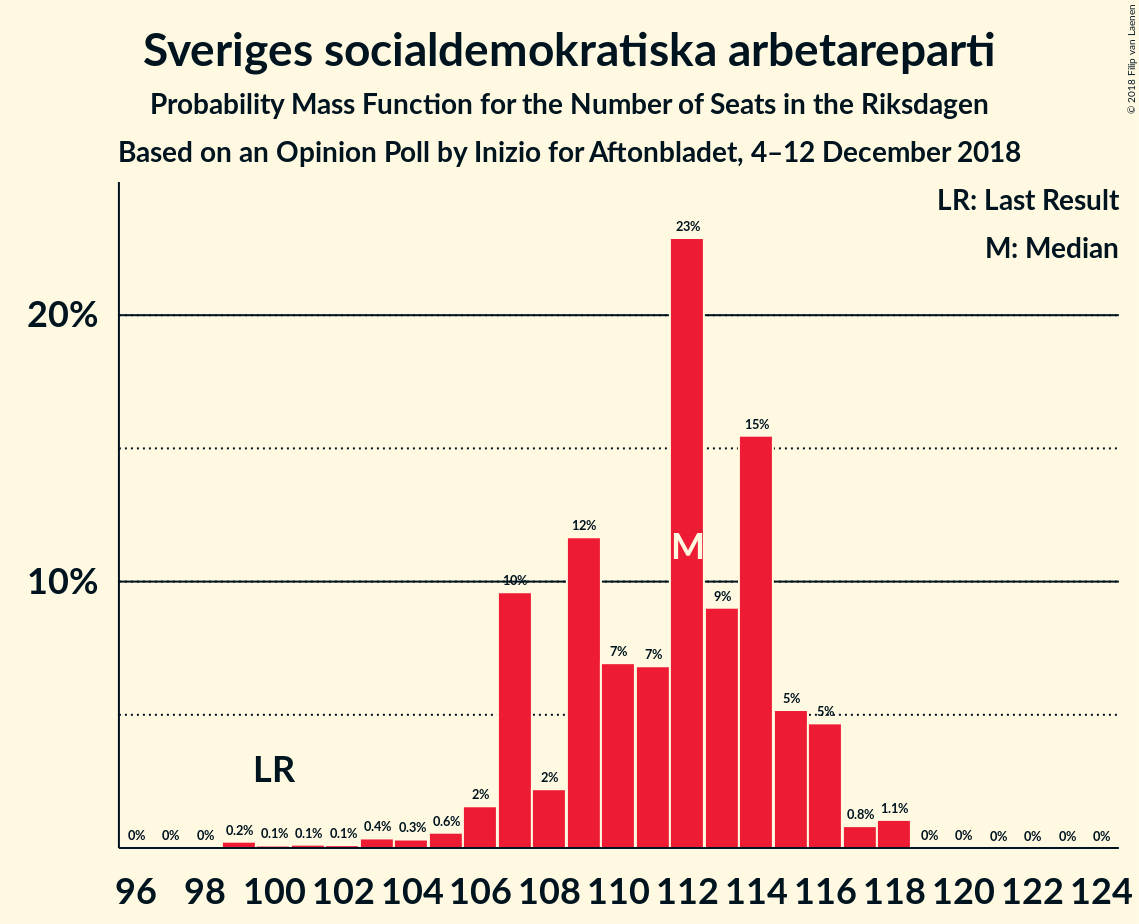 Sveriges socialdemokratiska arbetareparti
Probability Mass Function for the Number of Seats in the Riksdagen
Based on an Opinion Poll by Inizio for Aftonbladet, 4–12 December 2018
© 2018 Filip van Laenen
LR: Last Result
M: Median
20%
10%
0% 0% 0% 0.2% 0.1% 0.1% 0.1% 0.4% 0.3% 0.6% 2% 10% 2% 12% 7% 7% 23% 9% 15% 5% 5% 0.8% 1.1% 0% 0% 0% 0% 0% 0%
LR
M
96 98 100 102 104 106 108 110 112 114 116 118 120 122 124